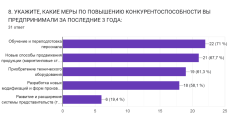 8. УКАЖИТЕ, КАКИЕ МЕРЫ ПО ПОВЫШЕНИЮ КОНКУРЕНТОСПОСОБНОСТИ ВЫ
ПРЕДПРИНИМАЛИ ЗА ПОСЛЕДНИЕ 3 ГОДА:
31 ответ
Обучение и переподготовка
персонала
22 (71 %)
Новые способы продвижения
продукции (маркетинговые
21 (67,7 %)
Приобретение технического
оборудования
19 (61,3 %)
Разработка новых
модификаций и форм
18 (58,1 %)
Развитие и расширение
системы представительств
6 (19,4 %)
0
5
10
15
20
25